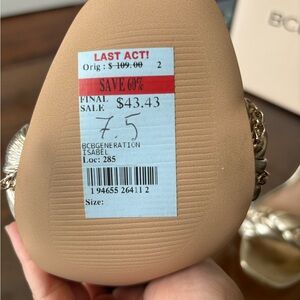 LAST ACT!
Orig : $ 109.00 2
SAVE 60%
FINAL
SALE $43.43
7.5
BCBGENERATION
ISABEL
Loc: 285
1 94655 26411 2
Size:
BC